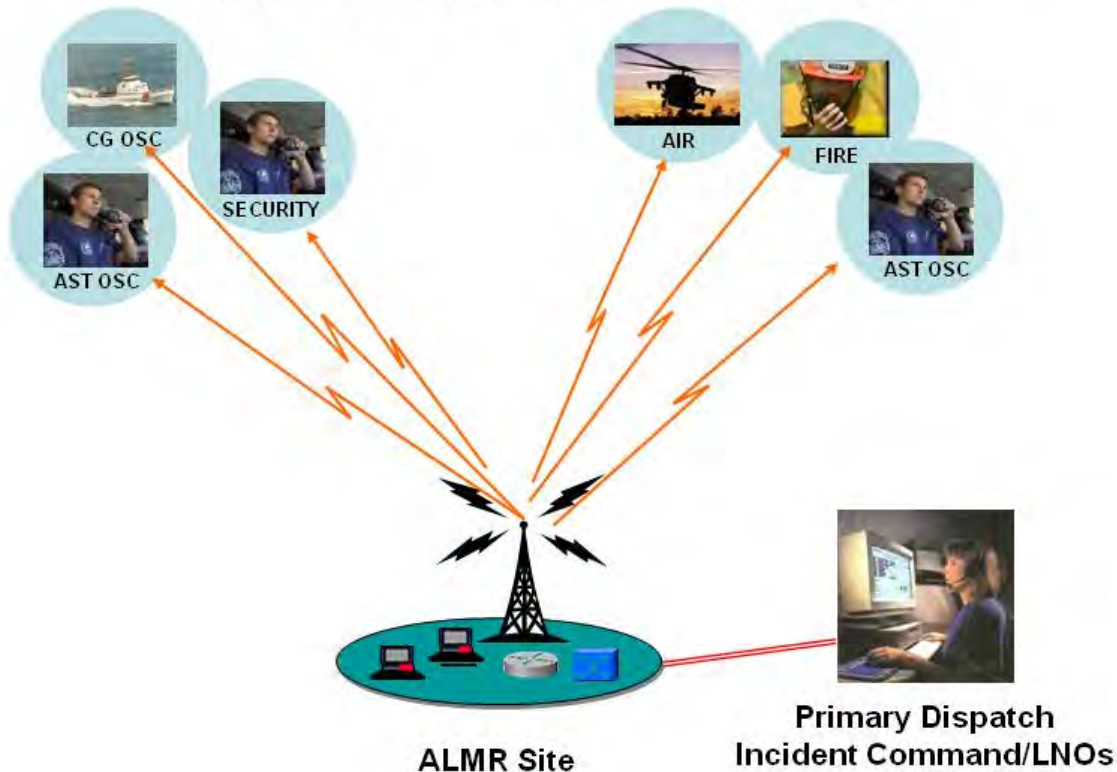 CG OSC
SECURITY
AST OSC
AIR
FIRE
AST OSC
ALMR Site
Primary Dispatch
Incident Command/LNOs